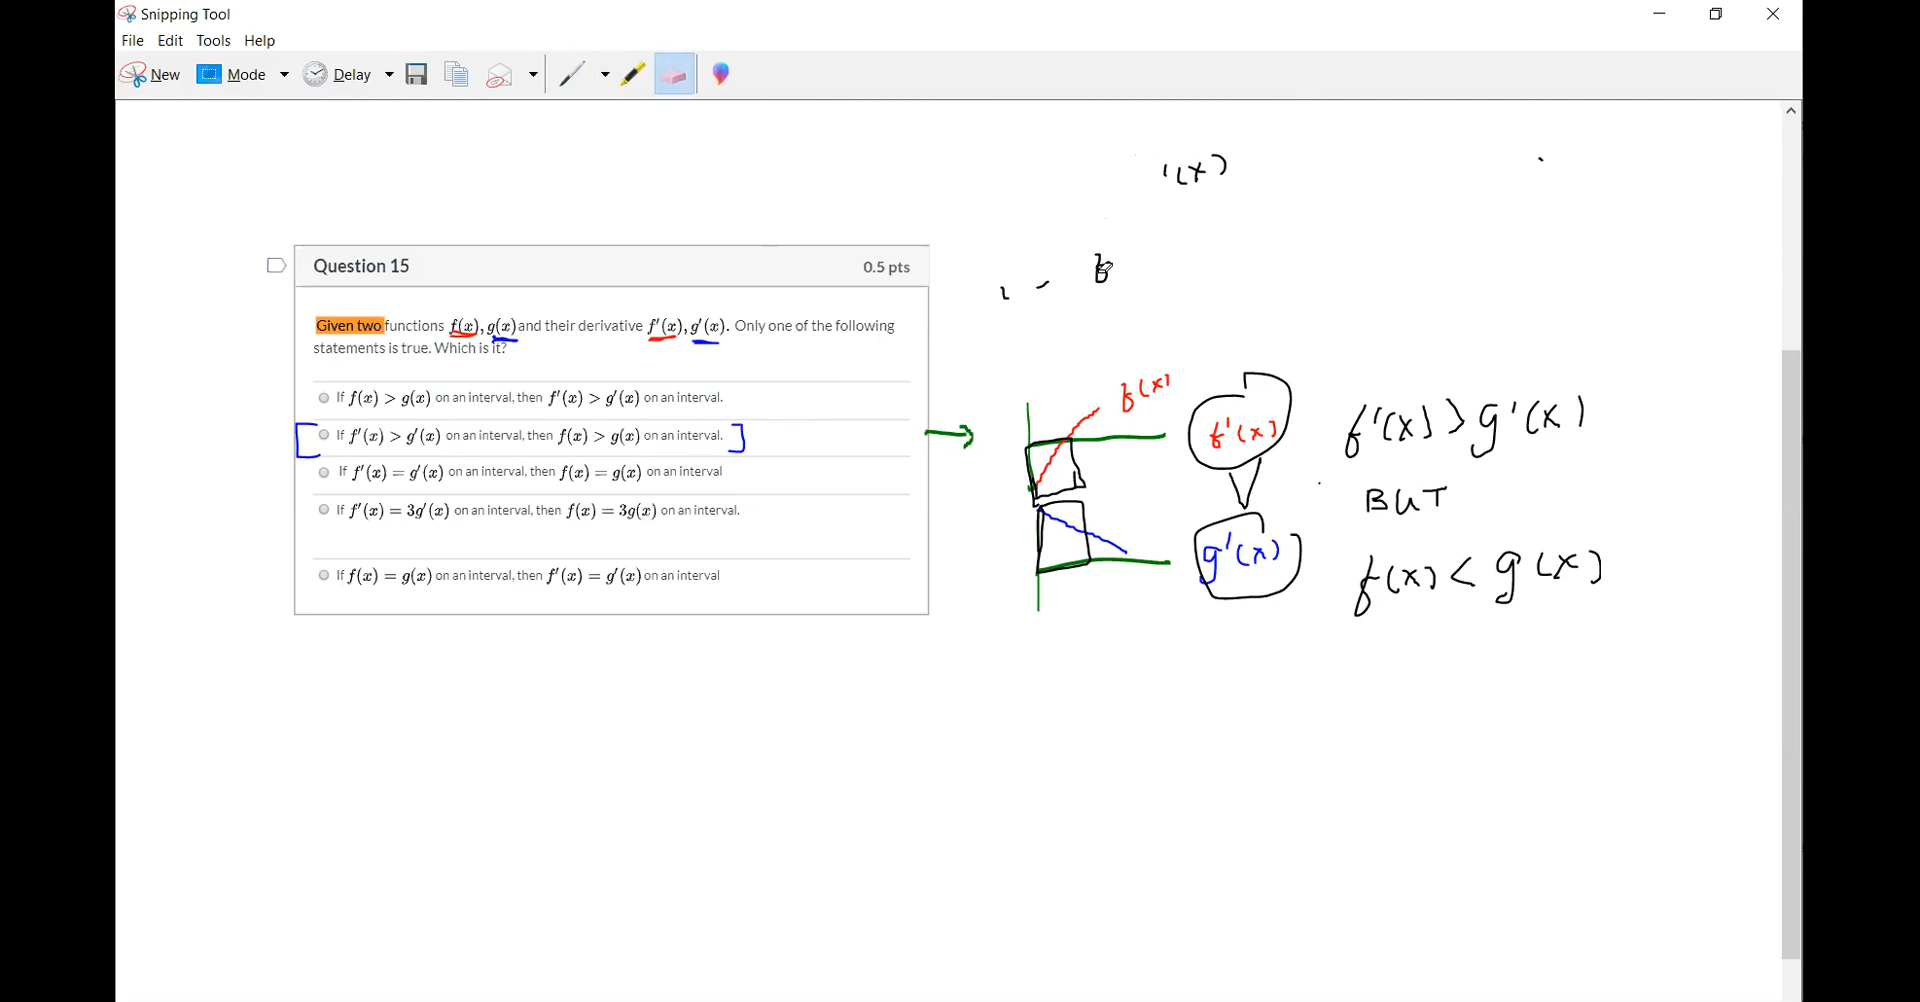 Snipping Tool
File Edit Tools Help
New Mode Delay
'(x)
Question 15 0.5 pts
Given two functions f(x), g(x) and their derivative f′(x), g′(x). Only one of the following
statements is true. Which is it?
If f(x) > g(x) on an interval, then f′(x) > g′(x) on an interval.
If f′(x) > g′(x) on an interval, then f(x) > g(x) on an interval.
If f′(x) = g′(x) on an interval, then f(x) = g(x) on an interval
If f′(x) = 3g′(x) on an interval, then f(x) = 3g(x) on an interval.
If f(x) = g(x) on an interval, then f′(x) = g′(x) on an interval
f(x)
f'(x)
g'(x)
f'(x) > g'(x)
BUT
f(x) < g(x)